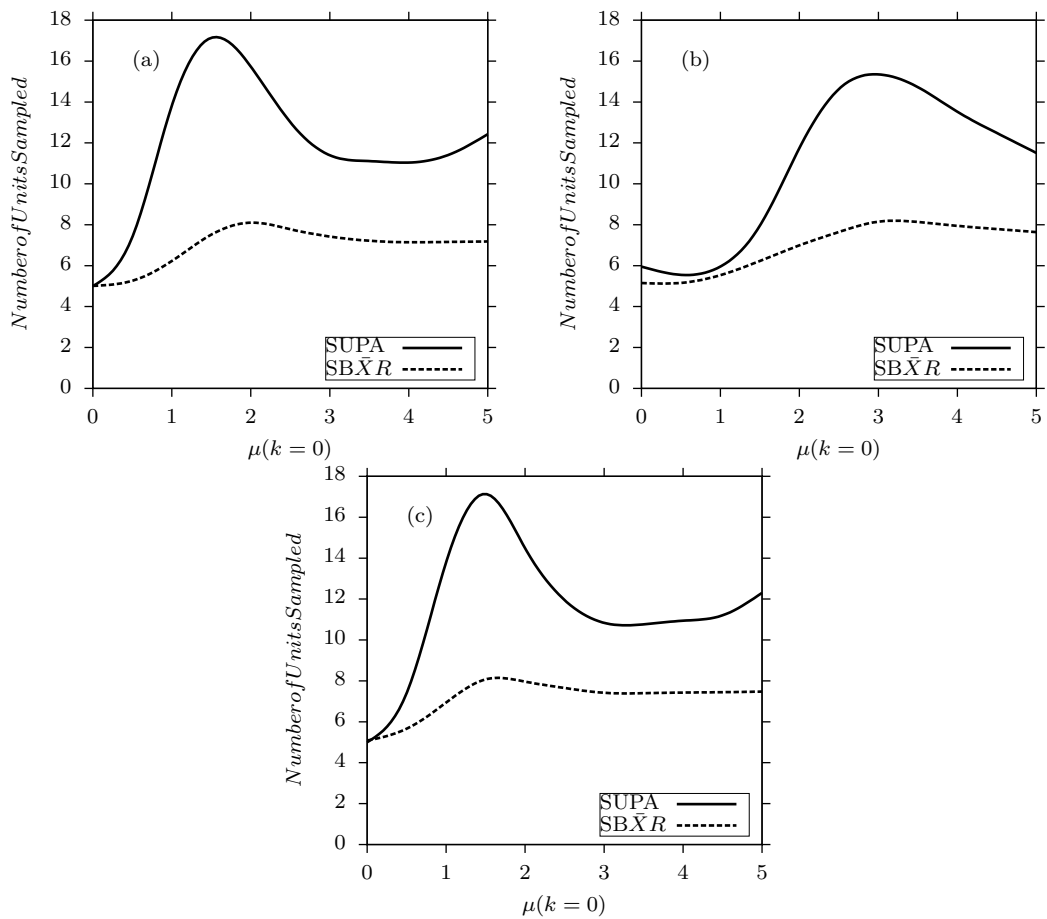 (a)
NumberofUnitsSampled
18
16
14
12
10
8
6
4
2
0
SUPA
SBX̄R
0 1 2 3 4 5
μ(k = 0)
(b)
NumberofUnitsSampled
18
16
14
12
10
8
6
4
2
0
SUPA
SBX̄R
0 1 2 3 4 5
μ(k = 0)
(c)
NumberofUnitsSampled
18
16
14
12
10
8
6
4
2
0
SUPA
SBX̄R
0 1 2 3 4 5
μ(k = 0)